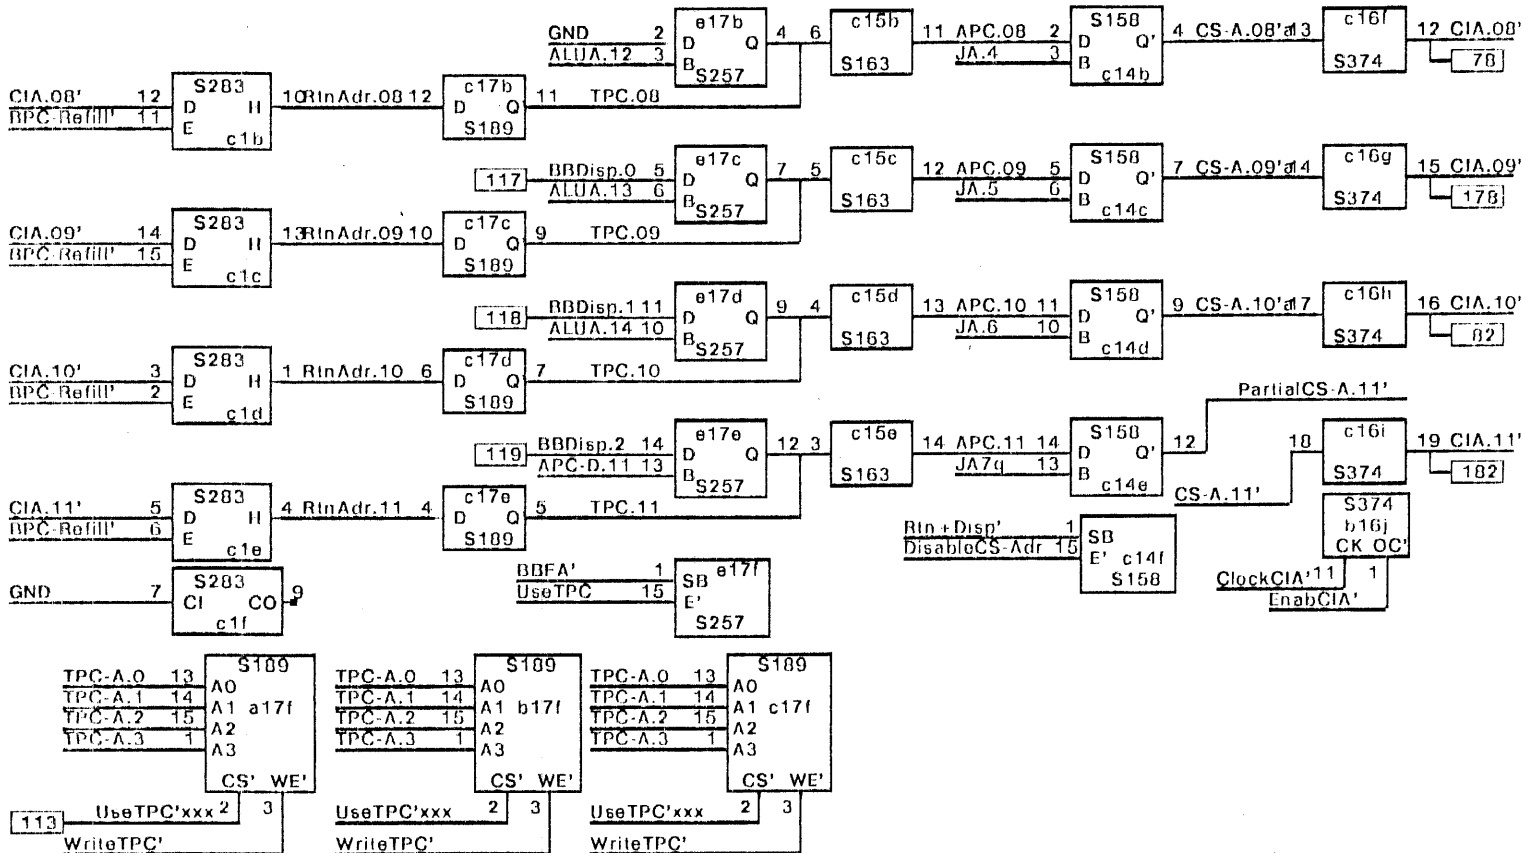 GND 2 e17b D Q B S257 4 6 c15b S163 11 APC.08 2 S158 D Q' B c14b 4 CS-A.08'a 13 c16f S374 12 CIA.08'
ALUA.12 3 JA.4 3 78
CIA.08' 12 S283 D H E c1b 10 RtnAdr.08 12 c17b D Q S189 11 TPC.08
BPC-Refill' 11
117 BBDisp.0 5 e17c D Q B S257 7 5 c15c S163 12 APC.09 5 S158 D Q' B c14c 7 CS-A.09'a 14 c16g S374 15 CIA.09'
ALUA.13 6 JA.5 6 178
CIA.09' 14 S283 D H E c1c 13 RtnAdr.09 10 c17c D Q S189 9 TPC.09
BPC-Refill' 15
118 BBDisp.1 11 e17d D Q B S257 9 4 c15d S163 13 APC.10 11 S158 D Q' B c14d 9 CS-A.10'a 17 c16h S374 16 CIA.10'
ALUA.14 10 JA.6 10 82
CIA.10' 3 S283 D H E c1d 1 RtnAdr.10 6 c17d D Q S189 7 TPC.10
BPC-Refill' 2
PartialCS-A.11'
119 BBDisp.2 14 e17e D Q B S257 12 3 c15e S163 14 APC.11 14 S158 D Q' B c14e 12 18 c16i S374 19 CIA.11'
APC-D.11 13 JA7q 13 182
CS-A.11'
CIA.11' 5 S283 D H E c1e 4 RtnAdr.11 4 c17e D Q S189 5 TPC.11
BPC-Refill' 6
Rtn+Disp' 1 SB
DisableCS-Adr 15 E' c14f S158
S374 b16j CK OC'
ClockCIA' 11 1
EnabCIA'
GND 7 S283 CI CO c1f 9
BBFA' 1 SB e17f
UseTPC 15 E' S257
S189 S189 S189
TPC-A.0 13 A0 TPC-A.0 13 A0 TPC-A.0 13 A0
TPC-A.1 14 A1 a17f TPC-A.1 14 A1 b17f TPC-A.1 14 A1 c17f
TPC-A.2 15 A2 TPC-A.2 15 A2 TPC-A.2 15 A2
TPC-A.3 1 A3 TPC-A.3 1 A3 TPC-A.3 1 A3
CS' WE' CS' WE' CS' WE'
113 UseTPC'xxx 2 3 UseTPC'xxx 2 3 UseTPC'xxx 2 3
WriteTPC' WriteTPC' WriteTPC'